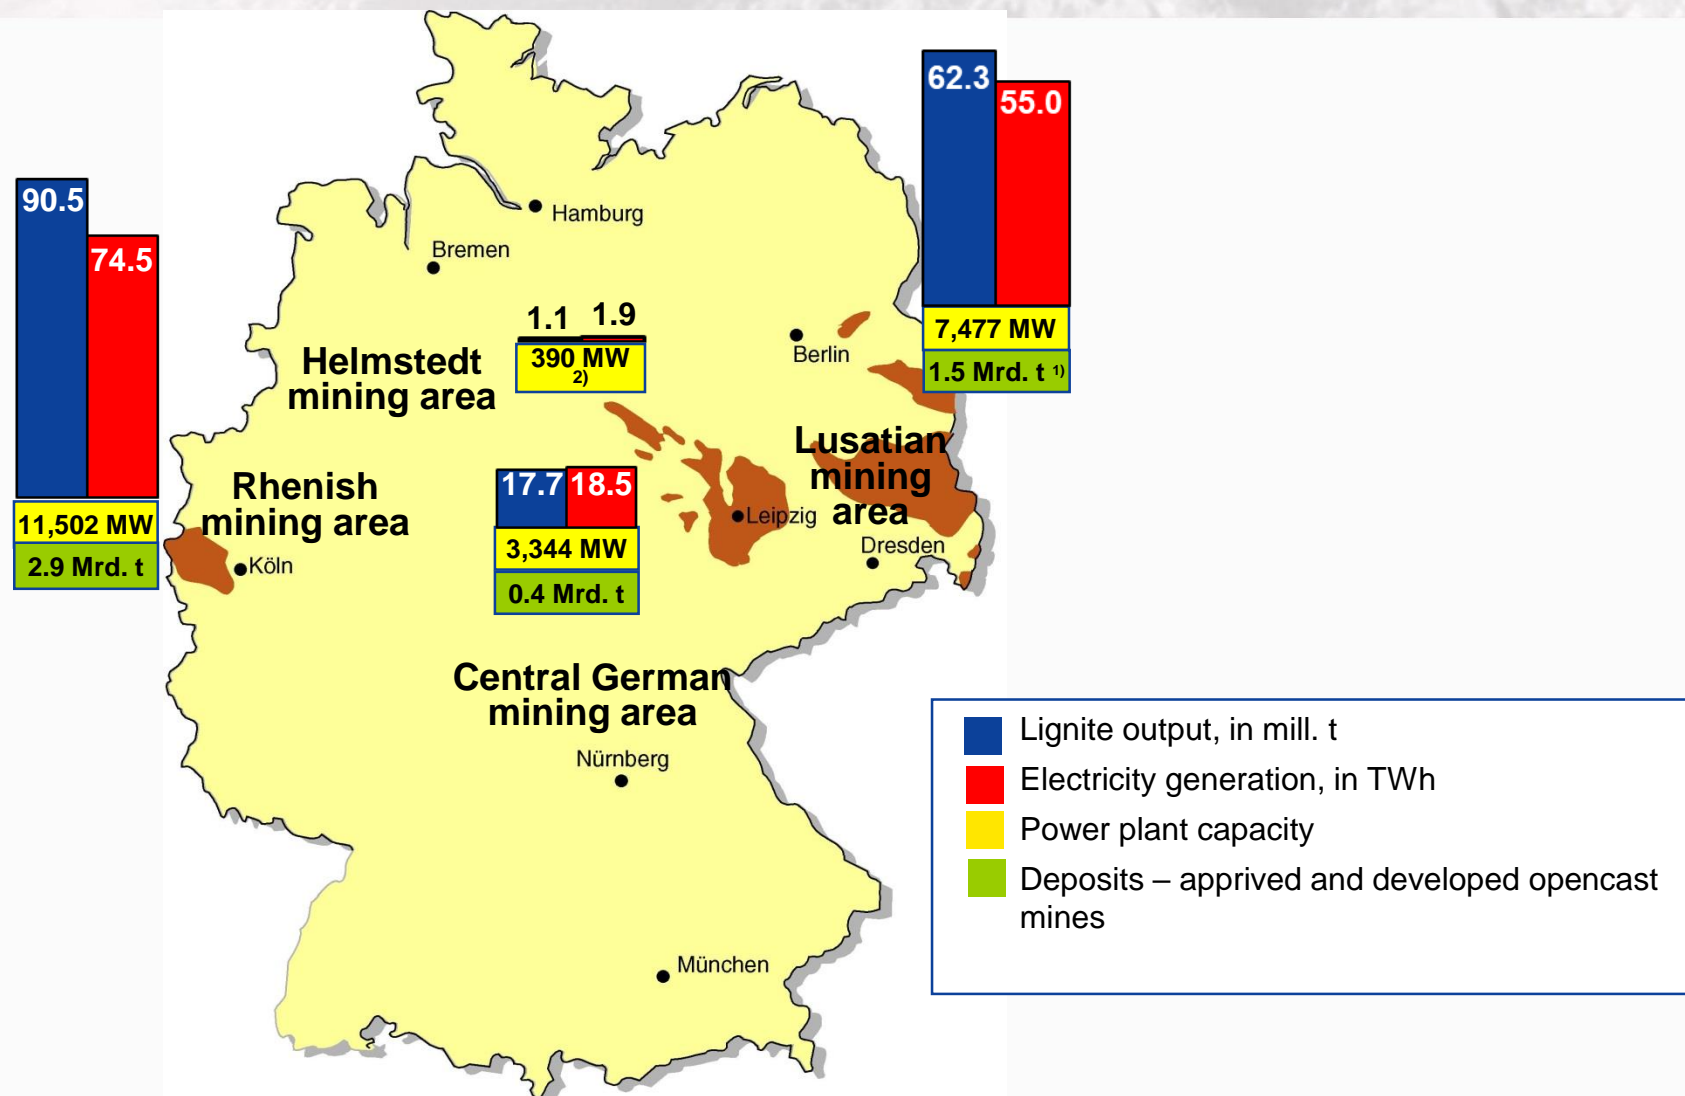 62.3
55.0
90.5
74.5
Hamburg
Bremen
1.1 1.9
390 MW
2)
Helmstedt
mining area
Berlin
7,477 MW
1.5 Mrd. t 1)
Lusatian
mining
area
17.7 18.5
Rhenish
mining area
Leipzig
11,502 MW
3,344 MW
Dresden
2.9 Mrd. t
Köln
0.4 Mrd. t
Central German
mining area
Nürnberg
München
Lignite output, in mill. t
Electricity generation, in TWh
Power plant capacity
Deposits – apprived and developed opencast
mines